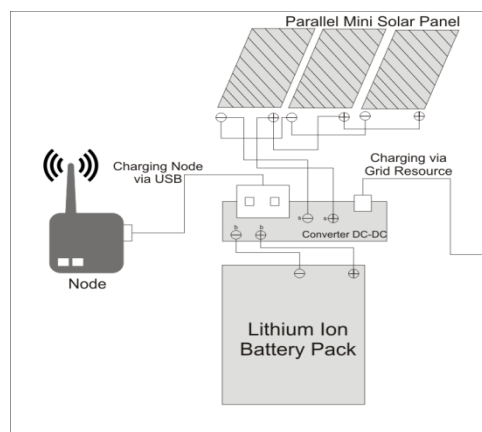 Parallel Mini Solar Panel
Charging Node
via USB
Charging via
Grid Resource
a
a
b
b
Converter DC-DC
Node
Lithium Ion
Battery Pack